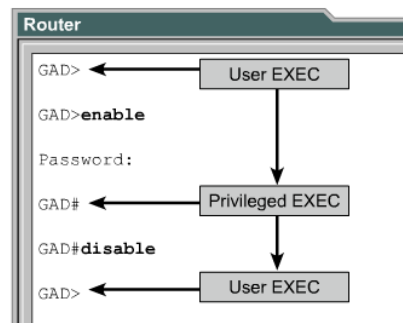 Router
GAD> User EXEC
GAD>enable
Password:
GAD# Privileged EXEC
GAD#disable
GAD> User EXEC